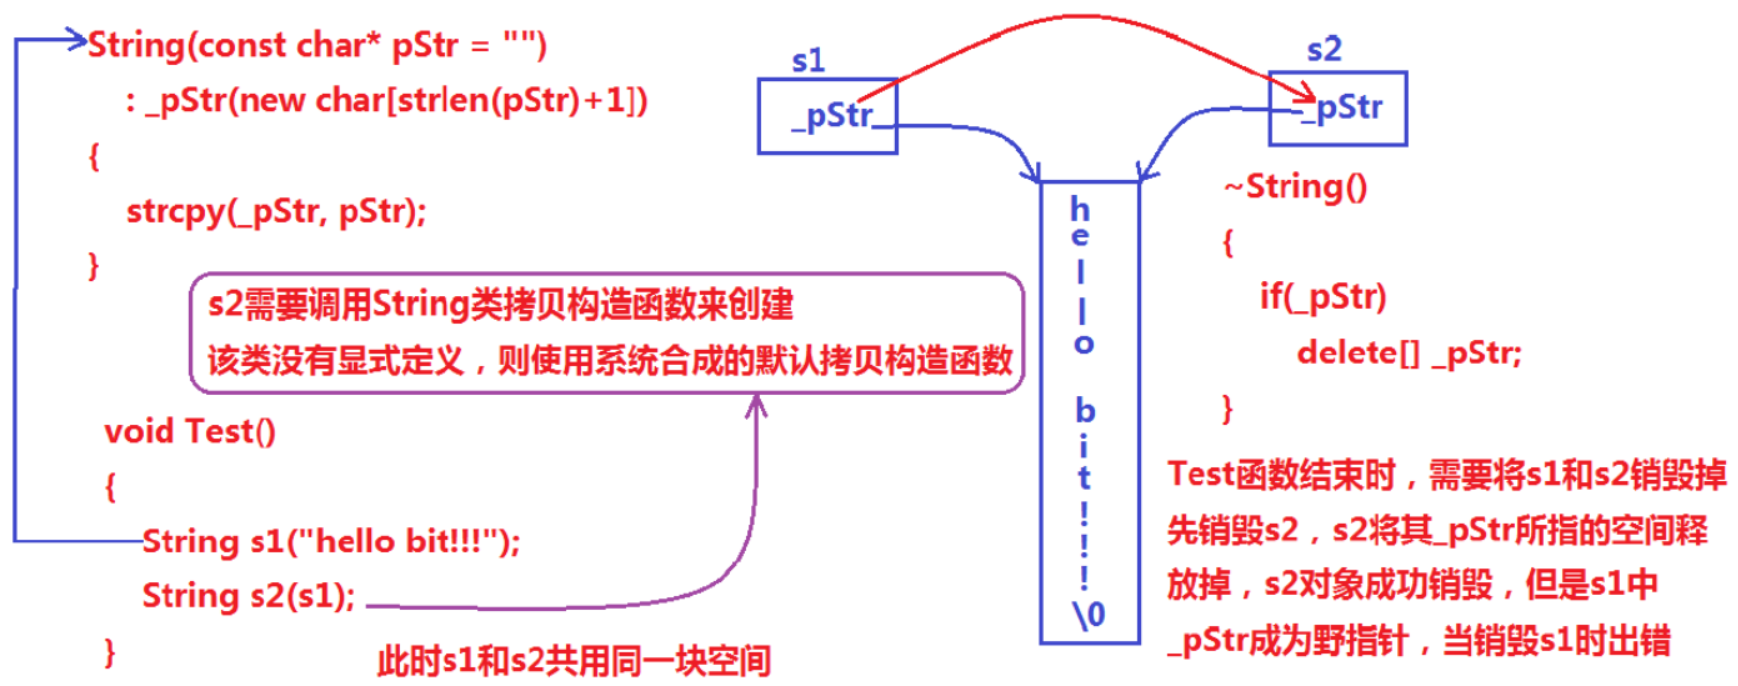 String(const char* pStr = "")
: _pStr(new char[strlen(pStr)+1])
{
strcpy(_pStr, pStr);
}
s2需要调用String类拷贝构造函数来创建
该类没有显式定义，则使用系统合成的默认拷贝构造函数
void Test()
{
String s1("hello bit!!!");
String s2(s1);
}
此时s1和s2共用同一块空间
s1
_pStr
s2
_pStr
h
e
l
l
o
b
i
t
!
!
!
\0
~String()
{
if(_pStr)
delete[] _pStr;
}
Test函数结束时，需要将s1和s2销毁掉
先销毁s2，s2将其_pStr所指的空间释
放掉，s2对象成功销毁，但是s1中
_pStr成为野指针，当销毁s1时出错